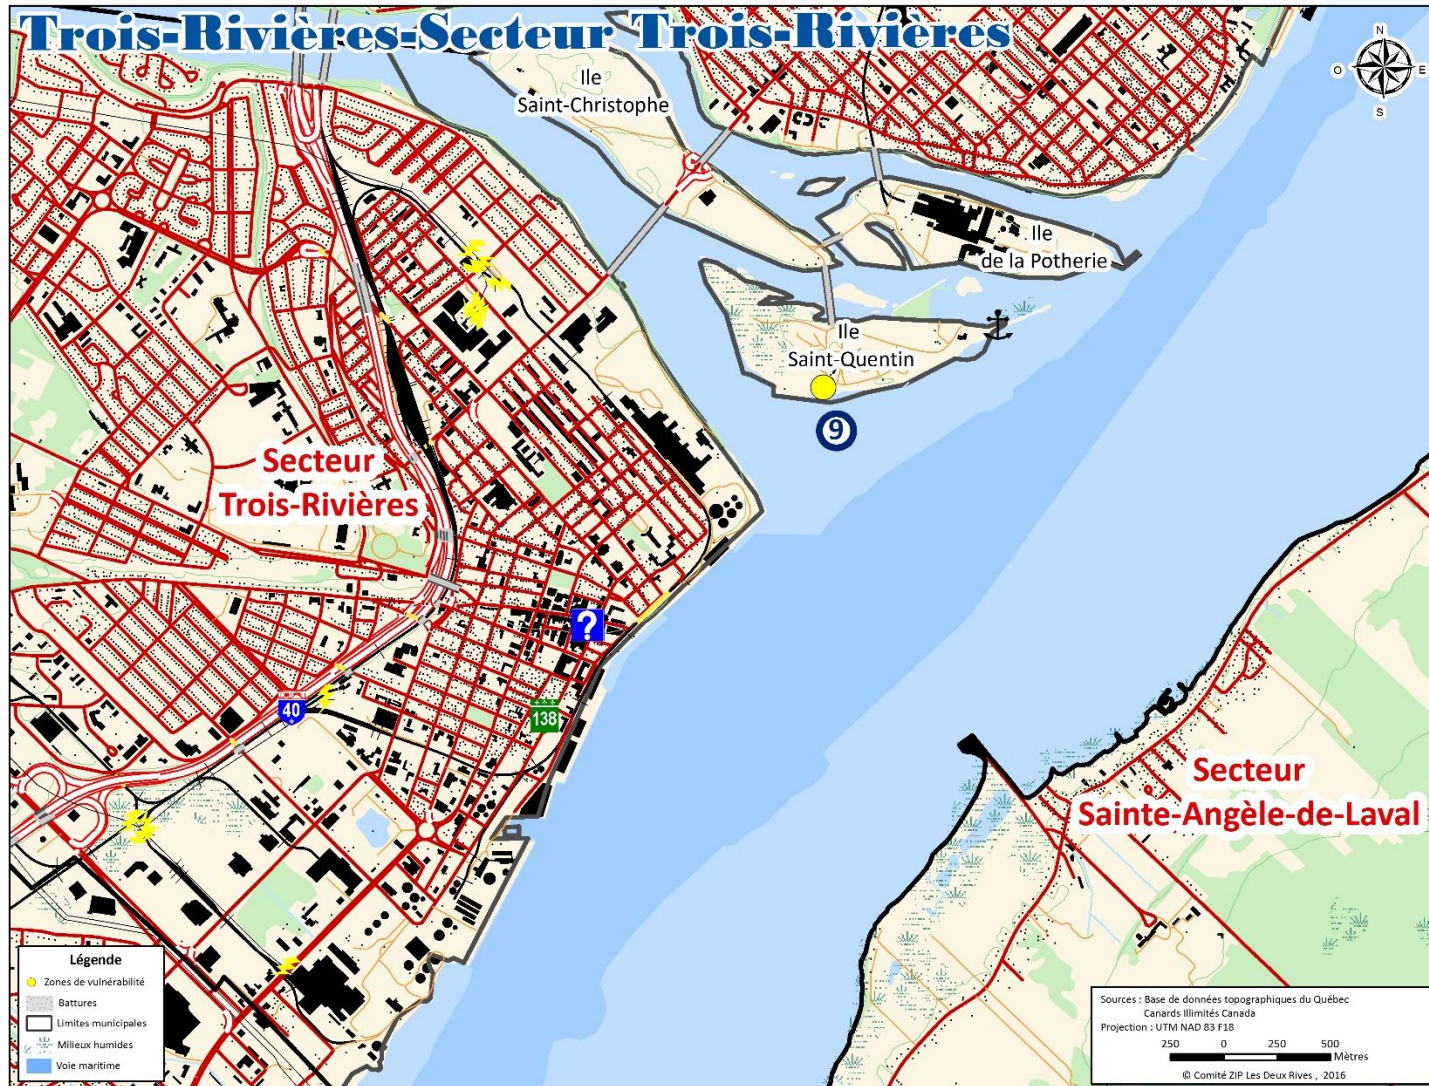 Trois-Rivières-Secteur Trois-Rivières
N
O
E
S
Ile
Saint-Christophe
Ile
de la Potherie
Ile
Saint-Quentin
9
Secteur
Trois-Rivières
?
40
138
Secteur
Sainte-Angèle-de-Laval
Légende
Zones de vulnérabilité
Battures
Limites municipales
Milieux humides
Voie maritime
Sources : Base de données topographiques du Québec
Canards Illimités Canada
Projection : UTM NAD 83 F18
250 0 250 500
Mètres
© Comité ZIP Les Deux Rives , 2016